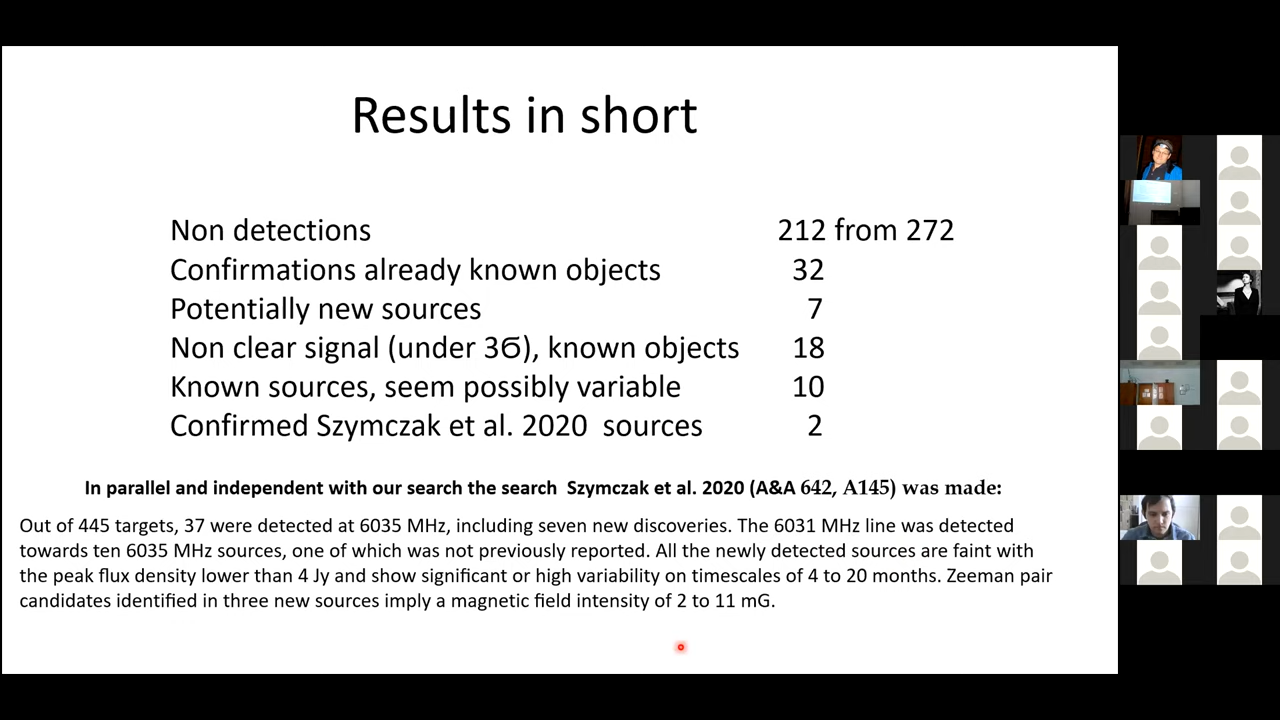 Results in short
Non detections 212 from 272
Confirmations already known objects 32
Potentially new sources 7
Non clear signal (under 3Ϭ), known objects 18
Known sources, seem possibly variable 10
Confirmed Szymczak et al. 2020 sources 2
In parallel and independent with our search the search Szymczak et al. 2020 (A&A 642, A145) was made:
Out of 445 targets, 37 were detected at 6035 MHz, including seven new discoveries. The 6031 MHz line was detected
towards ten 6035 MHz sources, one of which was not previously reported. All the newly detected sources are faint with
the peak flux density lower than 4 Jy and show significant or high variability on timescales of 4 to 20 months. Zeeman pair
candidates identified in three new sources imply a magnetic field intensity of 2 to 11 mG.